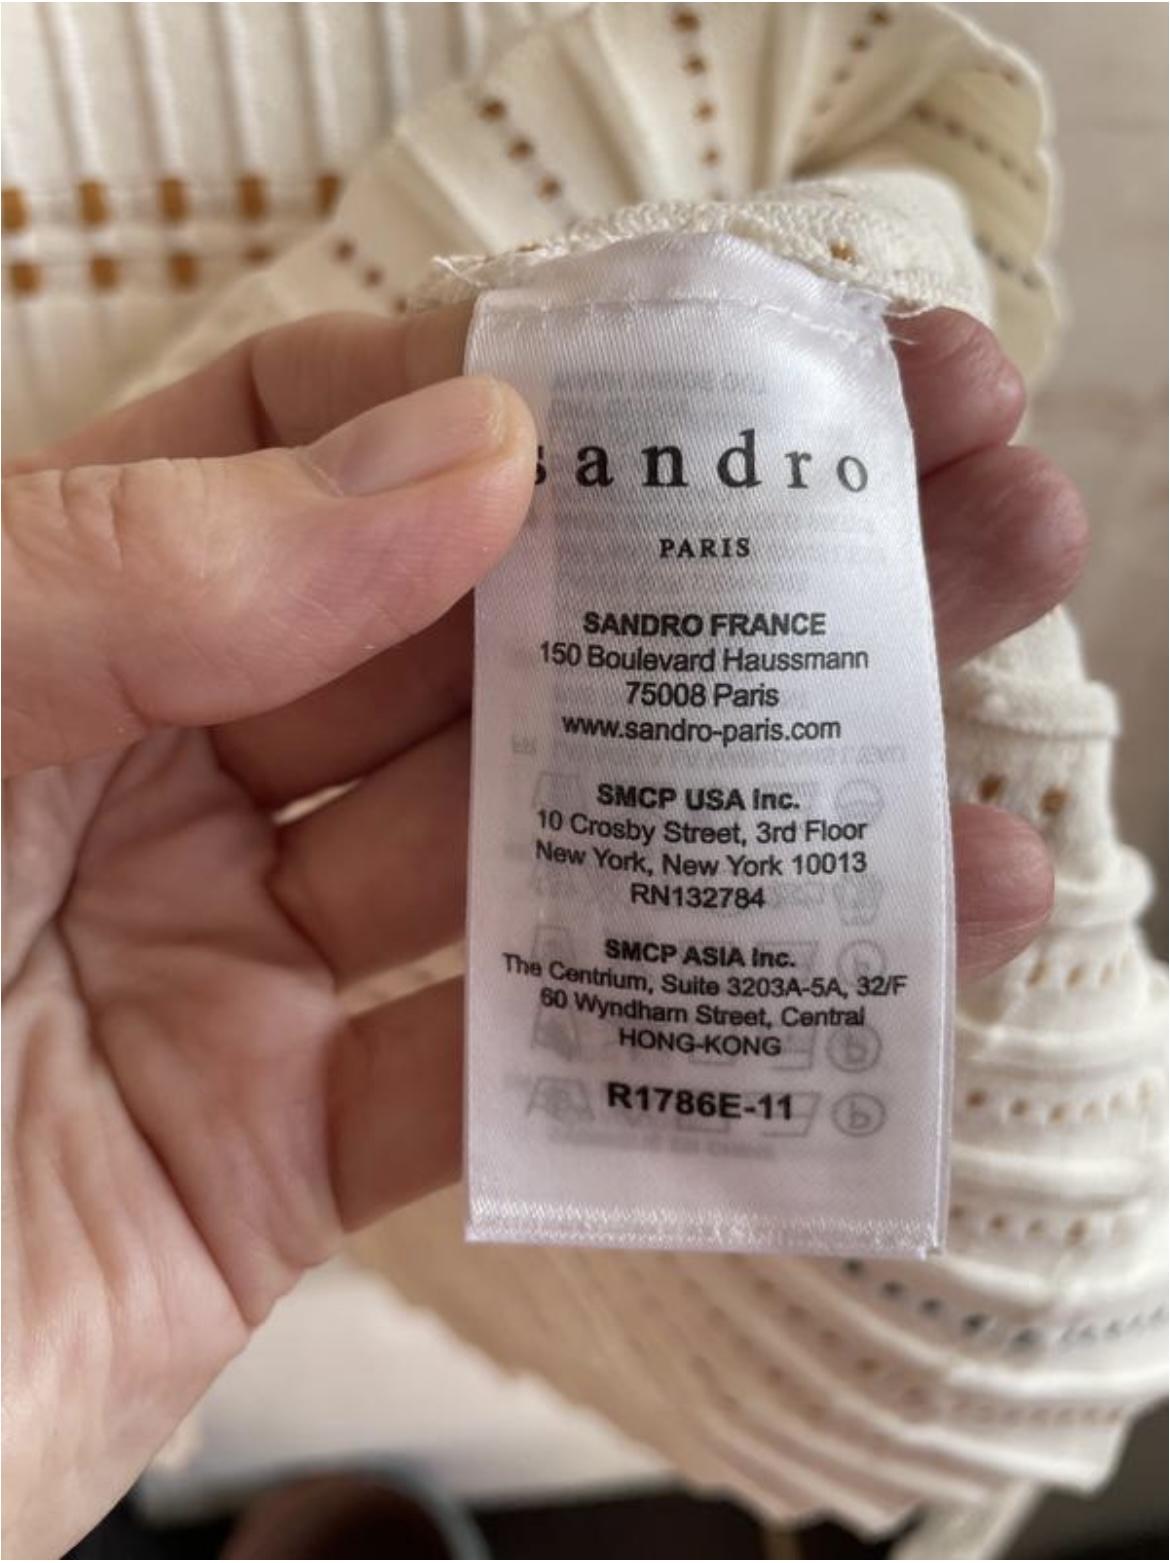 sandro
PARIS
SANDRO FRANCE
150 Boulevard Haussmann
75008 Paris
www.sandro-paris.com
SMCP USA Inc.
10 Crosby Street, 3rd Floor
New York, New York 10013
RN132784
SMCP ASIA Inc.
The Centrium, Suite 3203A-5A, 32/F
60 Wyndham Street, Central
HONG-KONG
R1786E-11